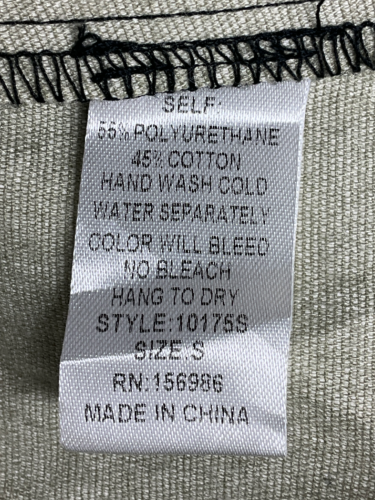 SELF:
55% POLYURETHANE
45% COTTON
HAND WASH COLD
WATER SEPARATELY
COLOR WILL BLEED
NO BLEACH
HANG TO DRY
STYLE:10175S
SIZE:S
RN:156986
MADE IN CHINA